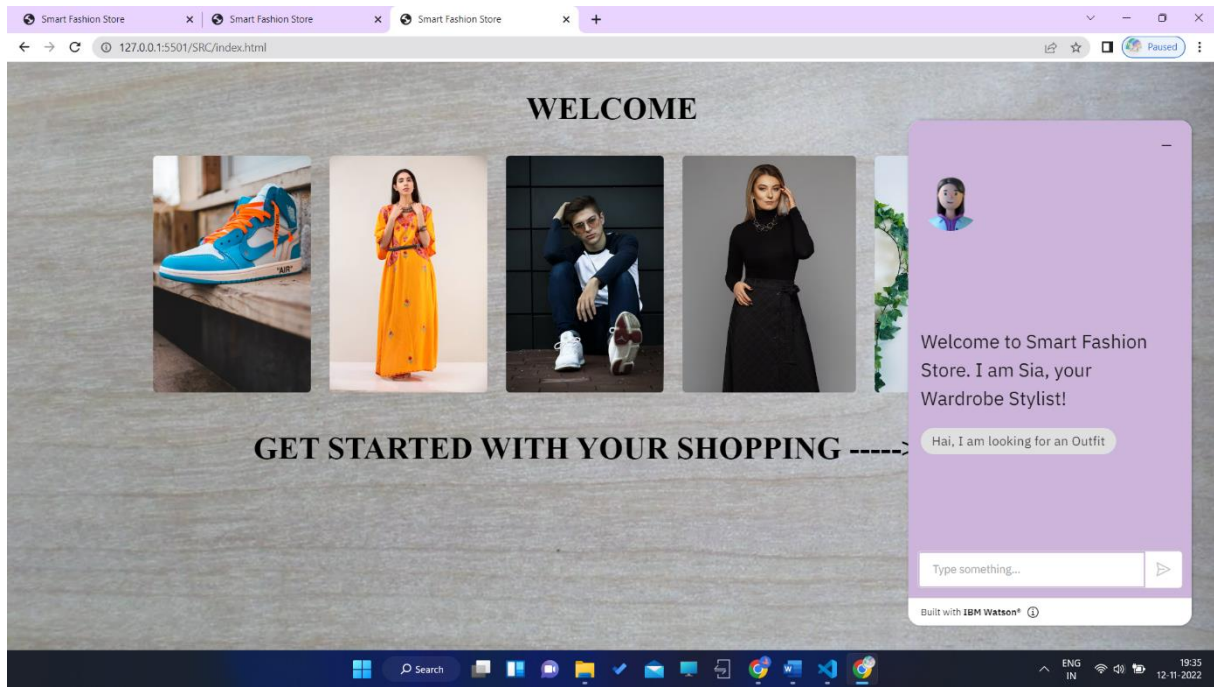 Smart Fashion Store
Smart Fashion Store
Smart Fashion Store
127.0.0.1:5501/SRC/index.html
Paused
WELCOME
"AIR"
Welcome to Smart Fashion
Store. I am Sia, your
Wardrobe Stylist!
Hai, I am looking for an Outfit
GET STARTED WITH YOUR SHOPPING ----->
Type something...
Built with IBM Watson®
Search
ENG
IN
19:35
12-11-2022